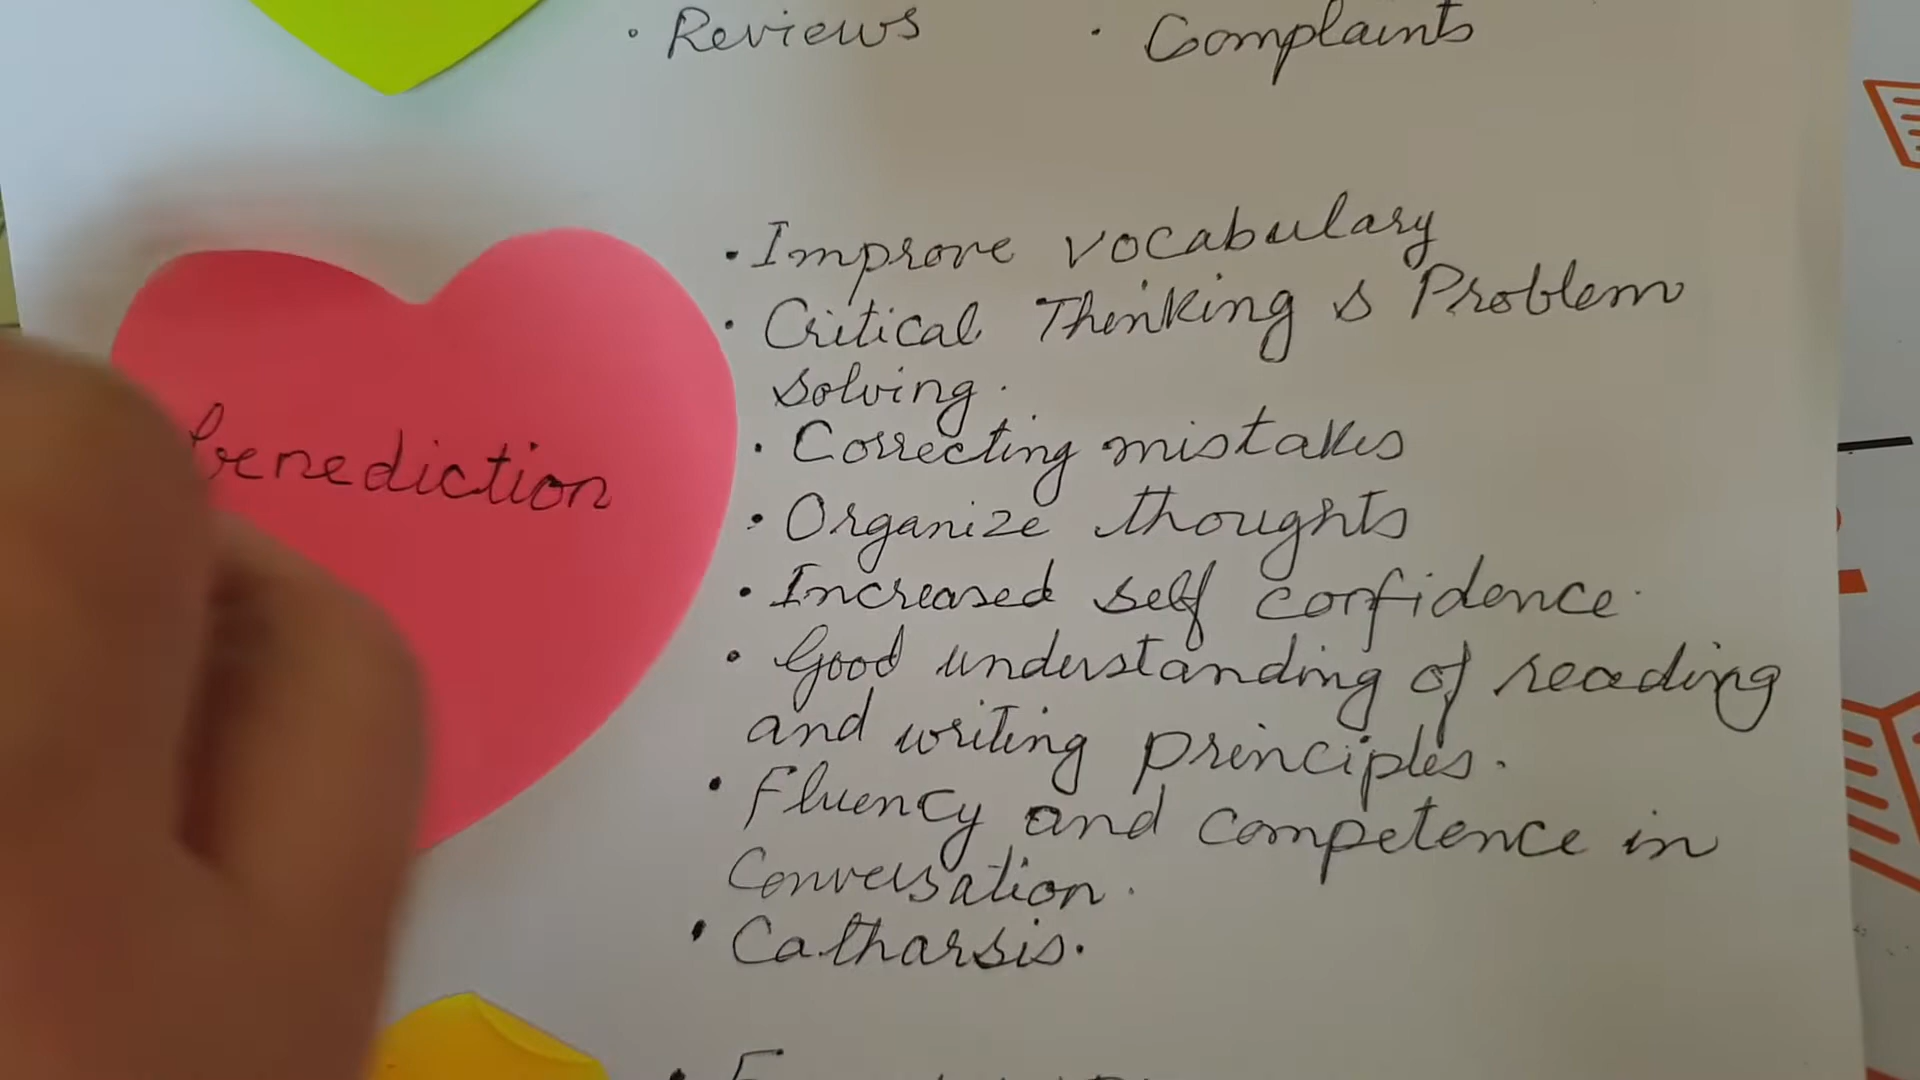 • Reviews • Complaints
• Improve vocabulary
• Critical Thinking & Problem
solving.
• Correcting mistakes
benediction
• Organize thoughts
• Increased self confidence.
• Good understanding of reading
and writing principles.
• Fluency and competence in
Conversation.
• Catharsis.